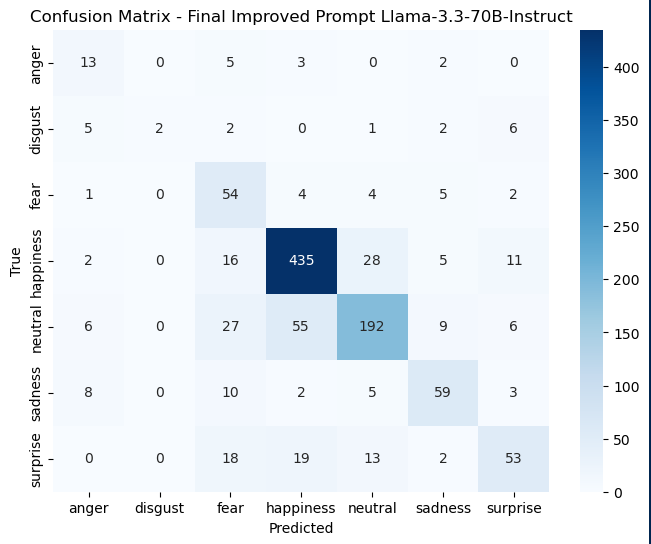 Confusion Matrix - Final Improved Prompt Llama-3.3-70B-Instruct
True
anger 13 0 5 3 0 2 0
disgust 5 2 2 0 1 2 6
fear 1 0 54 4 4 5 2
happiness 2 0 16 435 28 5 11
neutral 6 0 27 55 192 9 6
sadness 8 0 10 2 5 59 3
surprise 0 0 18 19 13 2 53
anger disgust fear happiness neutral sadness surprise
Predicted
400
350
300
250
200
150
100
50
0